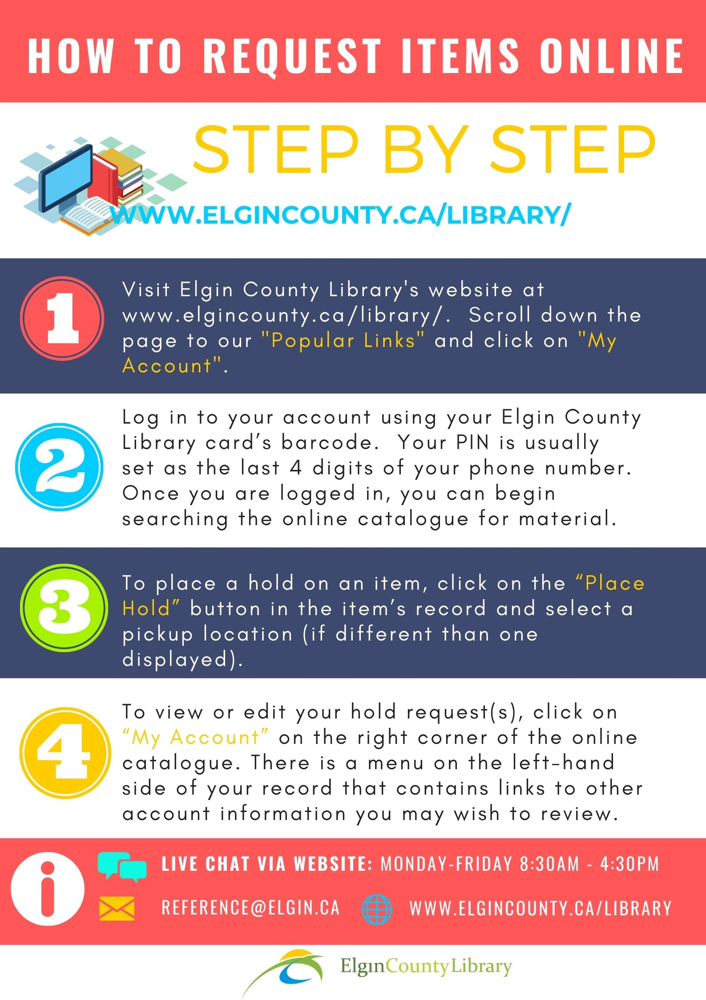 HOW TO REQUEST ITEMS ONLINE
STEP BY STEP
WWW.ELGINCOUNTY.CA/LIBRARY/
1
Visit Elgin County Library's website at
www.elgincounty.ca/library/.  Scroll down the
page to our "Popular Links" and click on "My
Account".
2
Log in to your account using your Elgin County
Library card’s barcode.  Your PIN is usually
set as the last 4 digits of your phone number.
Once you are logged in, you can begin
searching the online catalogue for material.
3
To place a hold on an item, click on the “Place
Hold” button in the item’s record and select a
pickup location (if different than one
displayed).
4
To view or edit your hold request(s), click on
“My Account” on the right corner of the online
catalogue. There is a menu on the left-hand
side of your record that contains links to other
account information you may wish to review.
i
LIVE CHAT VIA WEBSITE: MONDAY-FRIDAY 8:30AM - 4:30PM
REFERENCE@ELGIN.CA
WWW.ELGINCOUNTY.CA/LIBRARY
ElginCountyLibrary